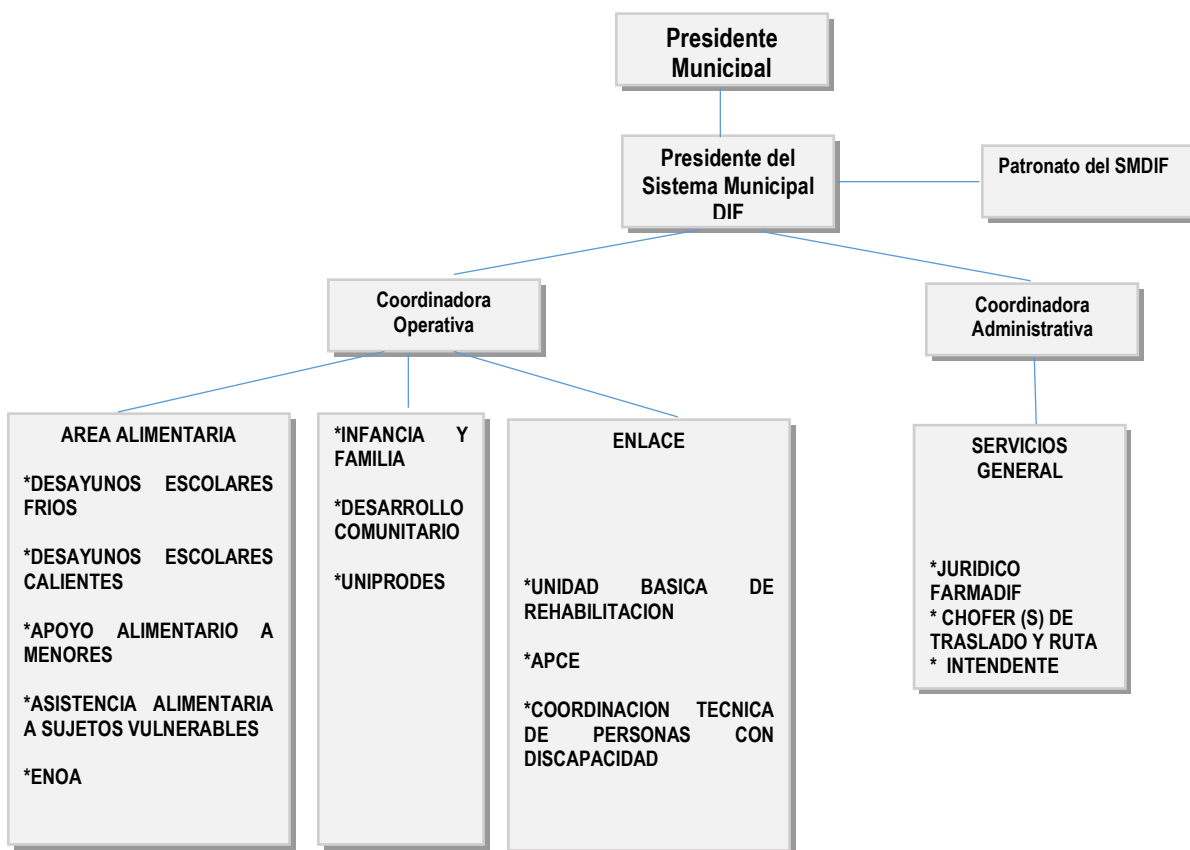 Presidente
Municipal
Presidente del
Sistema Municipal
DIF
Patronato del SMDIF
Coordinadora
Operativa
Coordinadora
Administrativa
AREA ALIMENTARIA
*DESAYUNOS ESCOLARES
FRIOS
*DESAYUNOS ESCOLARES
CALIENTES
*APOYO ALIMENTARIO A
MENORES
*ASISTENCIA ALIMENTARIA
A SUJETOS VULNERABLES
*ENOA
*INFANCIA Y
FAMILIA
*DESARROLLO
COMUNITARIO
*UNIPRODES
ENLACE
*UNIDAD BASICA DE
REHABILITACION
*APCE
*COORDINACION TECNICA
DE PERSONAS CON
DISCAPACIDAD
SERVICIOS
GENERAL
*JURIDICO
FARMADIF
* CHOFER (S) DE
TRASLADO Y RUTA
* INTENDENTE